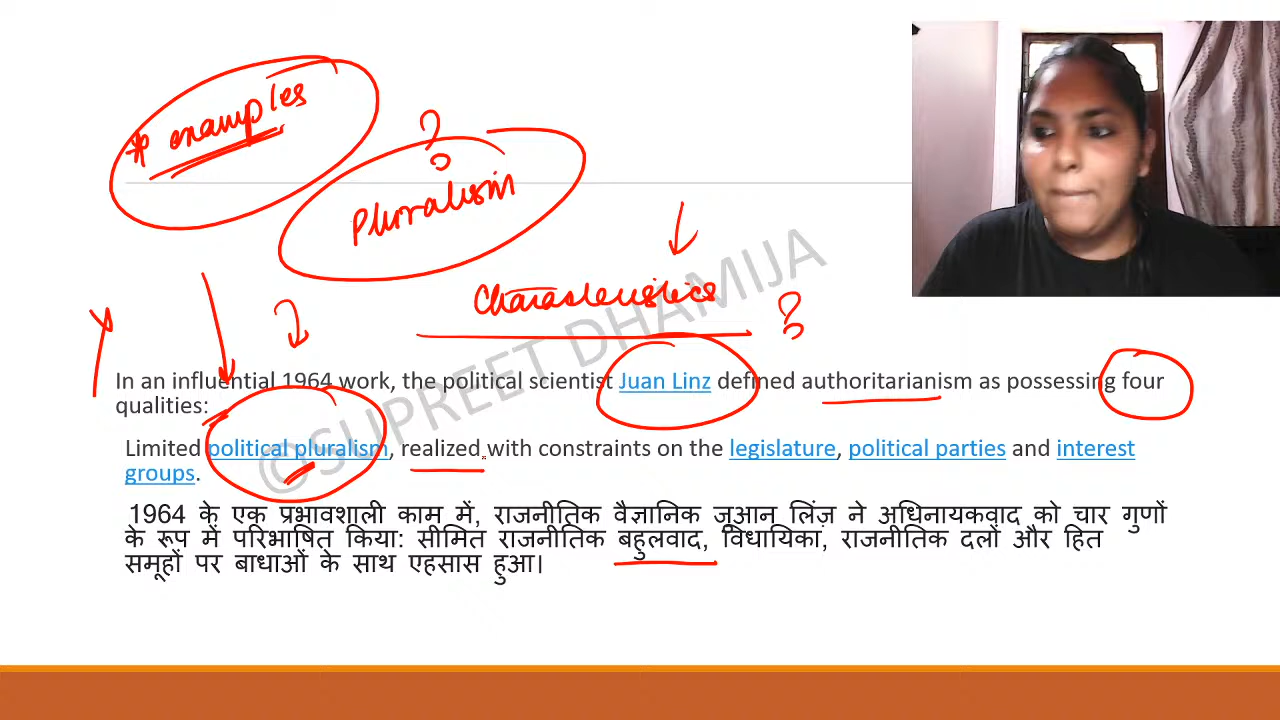 * examples
?
Pluralism
Characteristics ?
In an influential 1964 work, the political scientist Juan Linz defined authoritarianism as possessing four
qualities:
Limited political pluralism, realized with constraints on the legislature, political parties and interest
groups.
1964 के एक प्रभावशाली काम में, राजनीतिक वैज्ञानिक जूआन लिंज़ ने अधिनायकवाद को चार गुणों
के रूप में परिभाषित किया: सीमित राजनीतिक बहुलवाद, विधायिका, राजनीतिक दलों और हित
समूहों पर बाधाओं के साथ एहसास हुआ।
©SUPREET DHAMIJA